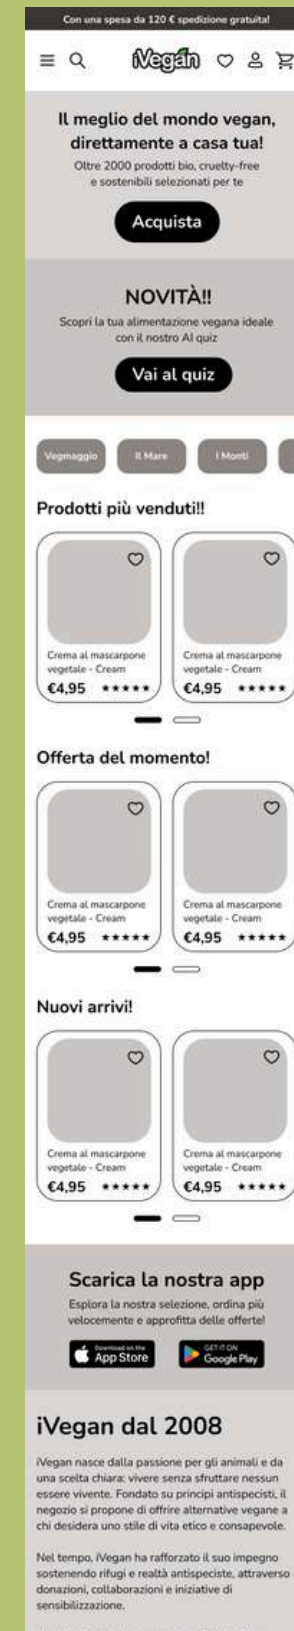 Con una spesa da 120 € spedizione gratuita!
iVegan
Il meglio del mondo vegan,
direttamente a casa tua!
Oltre 2000 prodotti bio, cruelty-free
e sostenibili selezionati per te
Acquista
NOVITÀ!!
Scopri la tua alimentazione vegana ideale
con il nostro AI quiz
Vai al quiz
Vegmaggio Il Mare I Monti
Prodotti più venduti!!
Crema al mascarpone
vegetale - Cream
€4,95 ★★★★★
Crema al mascarpone
vegetale - Cream
€4,95 ★★★★★
Offerta del momento!
Crema al mascarpone
vegetale - Cream
€4,95 ★★★★★
Crema al mascarpone
vegetale - Cream
€4,95 ★★★★★
Nuovi arrivi!
Crema al mascarpone
vegetale - Cream
€4,95 ★★★★★
Crema al mascarpone
vegetale - Cream
€4,95 ★★★★★
Scarica la nostra app
Esplora la nostra selezione, ordina più
velocemente e approfitta delle offerte!
Download on the
App Store
GET IT ON
Google Play
iVegan dal 2008
iVegan nasce dalla passione per gli animali e da
una scelta chiara: vivere senza sfruttare nessun
essere vivente. Fondato su principi antispecisti, il
negozio si propone di offrire alternative vegane a
chi desidera uno stile di vita etico e consapevole.
Nel tempo, iVegan ha rafforzato il suo impegno
sostenendo rifugi e realtà antispeciste, attraverso
donazioni, collaborazioni e iniziative di
sensibilizzazione.